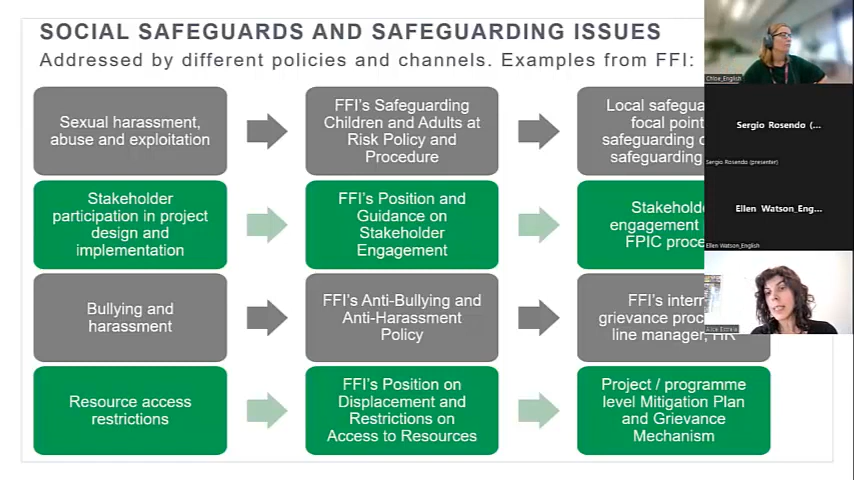 SOCIAL SAFEGUARDS AND SAFEGUARDING ISSUES
Addressed by different policies and channels. Examples from FFI:
Sexual harassment,
abuse and exploitation
FFI's Safeguarding
Children and Adults at
Risk Policy and
Procedure
Local
focal point
safeguarding
safeguarding
Stakeholder
participation in project
design and
implementation
FFI's Position and
Guidance on
Stakeholder
Engagement
engagement
FPIC
Bullying and
harassment
FFI's Anti-Bullying and
Anti-Harassment
Policy
FFI's
grievance
line manager, HR
Resource access
restrictions
FFI's Position on
Displacement and
Restrictions on
Access to Resources
Project / programme
level Mitigation Plan
and Grievance
Mechanism
Chloe_English
Sergio Rosendo (...
Sergio Rosendo (presenter)
Ellen Watson_Eng...
Ellen Watson_English